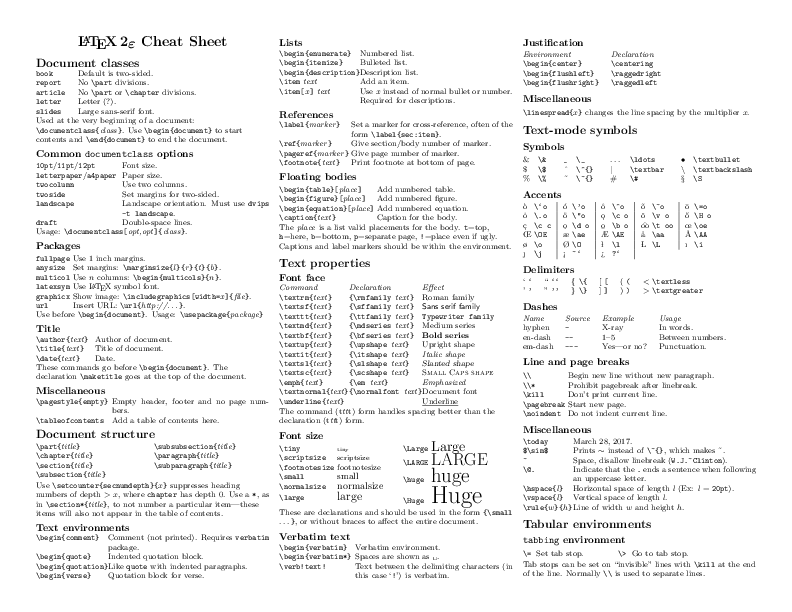 LATEX 2ε Cheat Sheet
Document classes
book Default is two-sided.
report No \part divisions.
article No \part or \chapter divisions.
letter Letter (?).
slides Large sans-serif font.
Used at the very beginning of a document:
\documentclass{class}. Use \begin{document} to start
contents and \end{document} to end the document.
Common documentclass options
10pt/11pt/12pt Font size.
letterpaper/a4paper Paper size.
twocolumn Use two columns.
twoside Set margins for two-sided.
landscape Landscape orientation. Must use dvips
-t landscape.
draft Double-space lines.
Usage: \documentclass[opt,opt]{class}.
Packages
fullpage Use 1 inch margins.
anysize Set margins: \marginsize{l}{r}{t}{b}.
multicol Use n columns: \begin{multicols}{n}.
latexsym Use LATEX symbol font.
graphicx Show image: \includegraphics[width=x]{file}.
url Insert URL: \url{http://...}.
Use before \begin{document}. Usage: \usepackage{package}
Title
\author{text} Author of document.
\title{text} Title of document.
\date{text} Date.
These commands go before \begin{document}. The
declaration \maketitle goes at the top of the document.
Miscellaneous
\pagestyle{empty} Empty header, footer and no page num-
bers.
\tableofcontents Add a table of contents here.
Document structure
\part{title} \subsubsection{title}
\chapter{title} \paragraph{title}
\section{title} \subparagraph{title}
\subsection{title}
Use \setcounter{secnumdepth}{x} suppresses heading
numbers of depth > x, where chapter has depth 0. Use a *, as
in \section*{title}, to not number a particular item—these
items will also not appear in the table of contents.
Text environments
\begin{comment} Comment (not printed). Requires verbatim
package.
\begin{quote} Indented quotation block.
\begin{quotation} Like quote with indented paragraphs.
\begin{verse} Quotation block for verse.
Lists
\begin{enumerate} Numbered list.
\begin{itemize} Bulleted list.
\begin{description} Description list.
\item text Add an item.
\item[x] text Use x instead of normal bullet or number.
Required for descriptions.
References
\label{marker} Set a marker for cross-reference, often of the
form \label{sec:item}.
\ref{marker} Give section/body number of marker.
\pageref{marker} Give page number of marker.
\footnote{text} Print footnote at bottom of page.
Floating bodies
\begin{table}[place] Add numbered table.
\begin{figure}[place] Add numbered figure.
\begin{equation}[place] Add numbered equation.
\caption{text} Caption for the body.
The place is a list valid placements for the body. t=top,
h=here, b=bottom, p=separate page, !=place even if ugly.
Captions and label markers should be within the environment.
Text properties
Font face
Command Declaration Effect
\textrm{text} {\rmfamily text} Roman family
\textsf{text} {\sffamily text} Sans serif family
\texttt{text} {\ttfamily text} Typewriter family
\textmd{text} {\mdseries text} Medium series
\textbf{text} {\bfseries text} Bold series
\textup{text} {\upshape text} Upright shape
\textit{text} {\itshape text} Italic shape
\textsl{text} {\slshape text} Slanted shape
\textsc{text} {\scshape text} Small Caps shape
\emph{text} {\em text} Emphasized
\textnormal{text} {\normalfont text} Document font
\underline{text} Underline
The command (tttt) form handles spacing better than the
declaration (tttt) form.
Font size
\tiny tiny
\scriptsize scriptsize
\footnotesize footnotesize
\small small
\normalsize normalsize
\large large
\Large Large
\LARGE LARGE
\huge huge
\Huge Huge
These are declarations and should be used in the form {\small
...}, or without braces to affect the entire document.
Verbatim text
\begin{verbatim} Verbatim environment.
\begin{verbatim*} Spaces are shown as ␣.
\verb!text! Text between the delimiting characters (in
this case ‘!’) is verbatim.
Justification
Environment Declaration
\begin{center} \centering
\begin{flushleft} \raggedright
\begin{flushright} \raggedleft
Miscellaneous
\linespread{x} changes the line spacing by the multiplier x.
Text-mode symbols
Symbols
& \& _ \_ ... \ldots • \textbullet
$ \$ ^ \^{} | \textbar \ \textbackslash
% \% ~ \~{} # \# § \S
Accents
ò \`o ó \'o ô \^o õ \~o ō \=o
ȯ \.o ö \"o ǫ \c o ǒ \v o ő \H o
ç \c c ọ \d o o̱ \b o o͡o \t oo œ \oe
Œ \OE æ \ae Æ \AE å \aa Å \AA
ø \o Ø \O ł \l Ł \L ı \i
ȷ \j ¡ ~‘ ¿ ?‘
Delimiters
‘ ‘ “ ‘‘ { \{ [ [ ( ( < \textless
’ ’ ” ’’ } \} ] ] ) ) > \textgreater
Dashes
Name Source Example Usage
hyphen - X-ray In words.
en-dash -- 1–5 Between numbers.
em-dash --- Yes—or no? Punctuation.
Line and page breaks
\\ Begin new line without new paragraph.
\\* Prohibit pagebreak after linebreak.
\kill Don't print current line.
\pagebreak Start new page.
\noindent Do not indent current line.
Miscellaneous
\today March 28, 2017.
$\sim$ Prints ∼ instead of \~{}, which makes ˜.
~ Space, disallow linebreak (W.J.~Clinton).
\@. Indicate that the . ends a sentence when following
an uppercase letter.
\hspace{l} Horizontal space of length l (Ex: l = 20pt).
\vspace{l} Vertical space of length l.
\rule{w}{h} Line of width w and height h.
Tabular environments
tabbing environment
\= Set tab stop. \> Go to tab stop.
Tab stops can be set on “invisible” lines with \kill at the end
of the line. Normally \\ is used to separate lines.